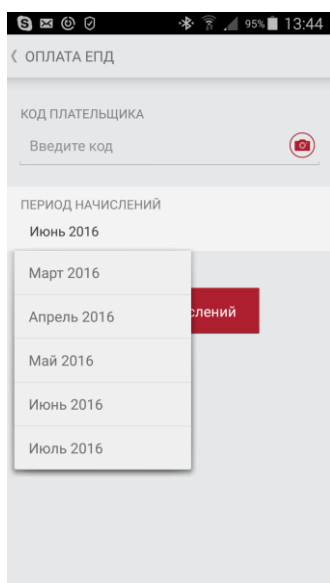 95% 13:44
ОПЛАТА ЕПД
КОД ПЛАТЕЛЬЩИКА
Введите код
ПЕРИОД НАЧИСЛЕНИЙ
Июнь 2016
Март 2016
Апрель 2016
слений
Май 2016
Июнь 2016
Июль 2016